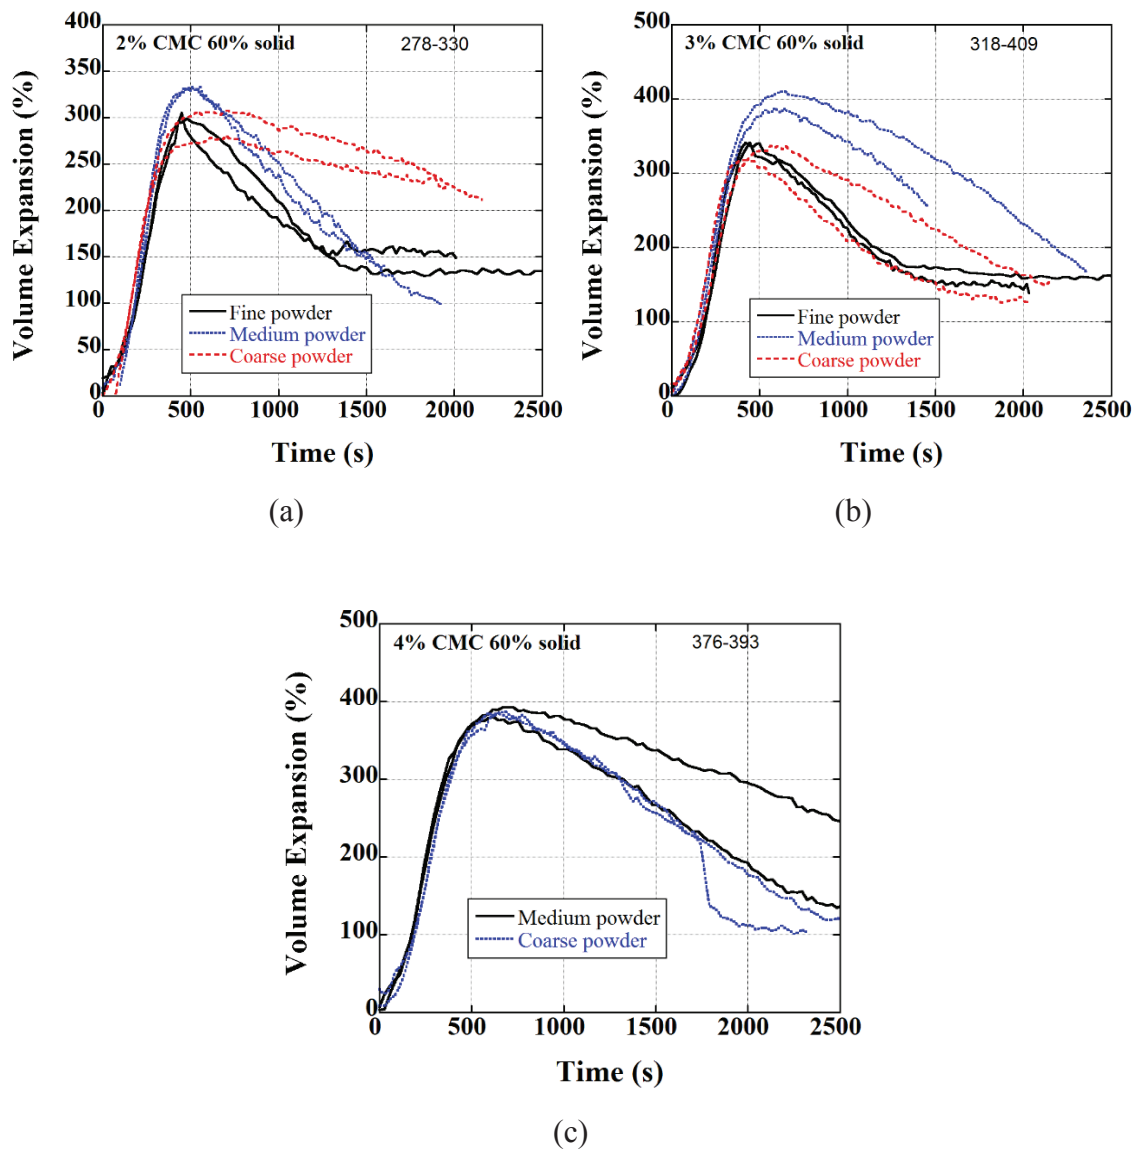 400
350
300
250
200
150
100
50
0
Volume Expansion (%)
2% CMC 60% solid 278-330
Fine powder
Medium powder
Coarse powder
0 500 1000 1500 2000 2500
Time (s)
(a)
500
400
300
200
100
0
Volume Expansion (%)
3% CMC 60% solid 318-409
Fine powder
Medium powder
Coarse powder
0 500 1000 1500 2000 2500
Time (s)
(b)
500
400
300
200
100
0
Volume Expansion (%)
4% CMC 60% solid 376-393
Medium powder
Coarse powder
0 500 1000 1500 2000 2500
Time (s)
(c)